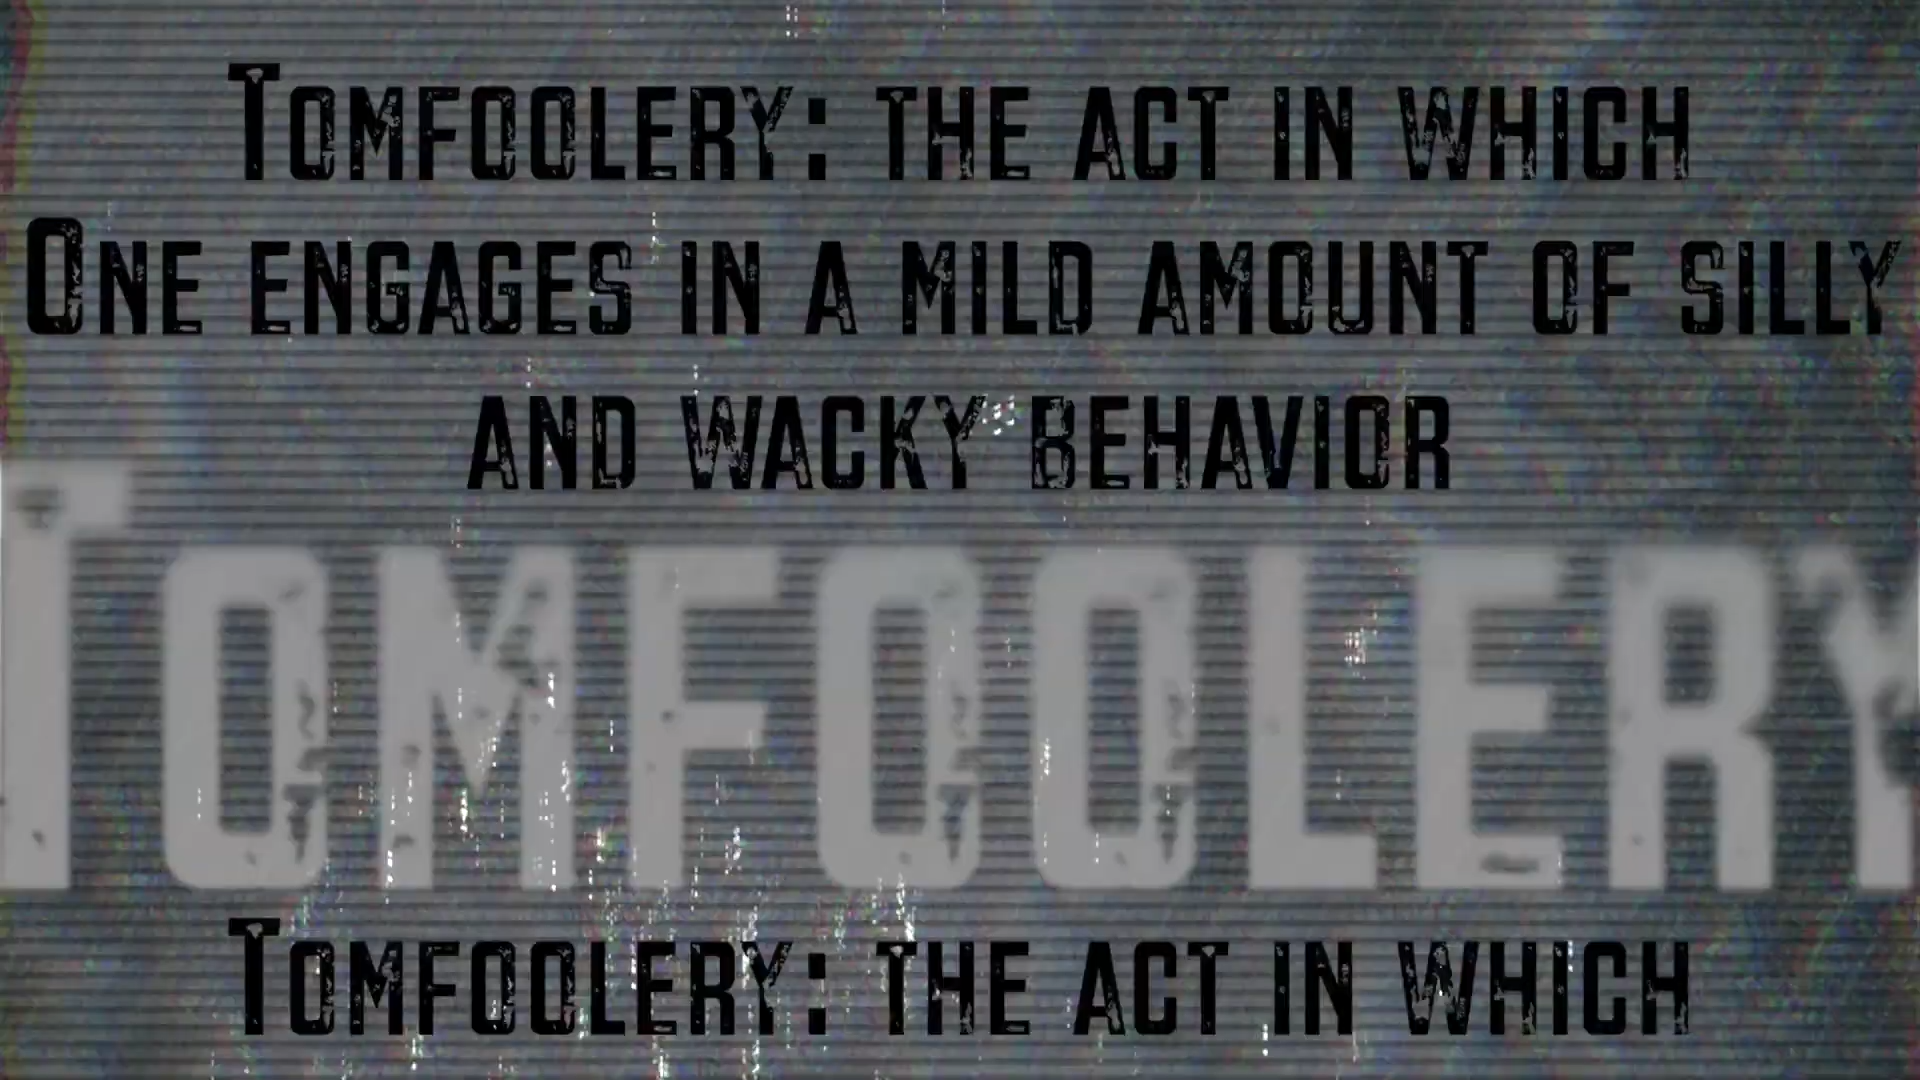 Tomfoolery: the act in which
One engages in a mild amount of silly
and wacky behavior
Tomfoolery
Tomfoolery: the act in which